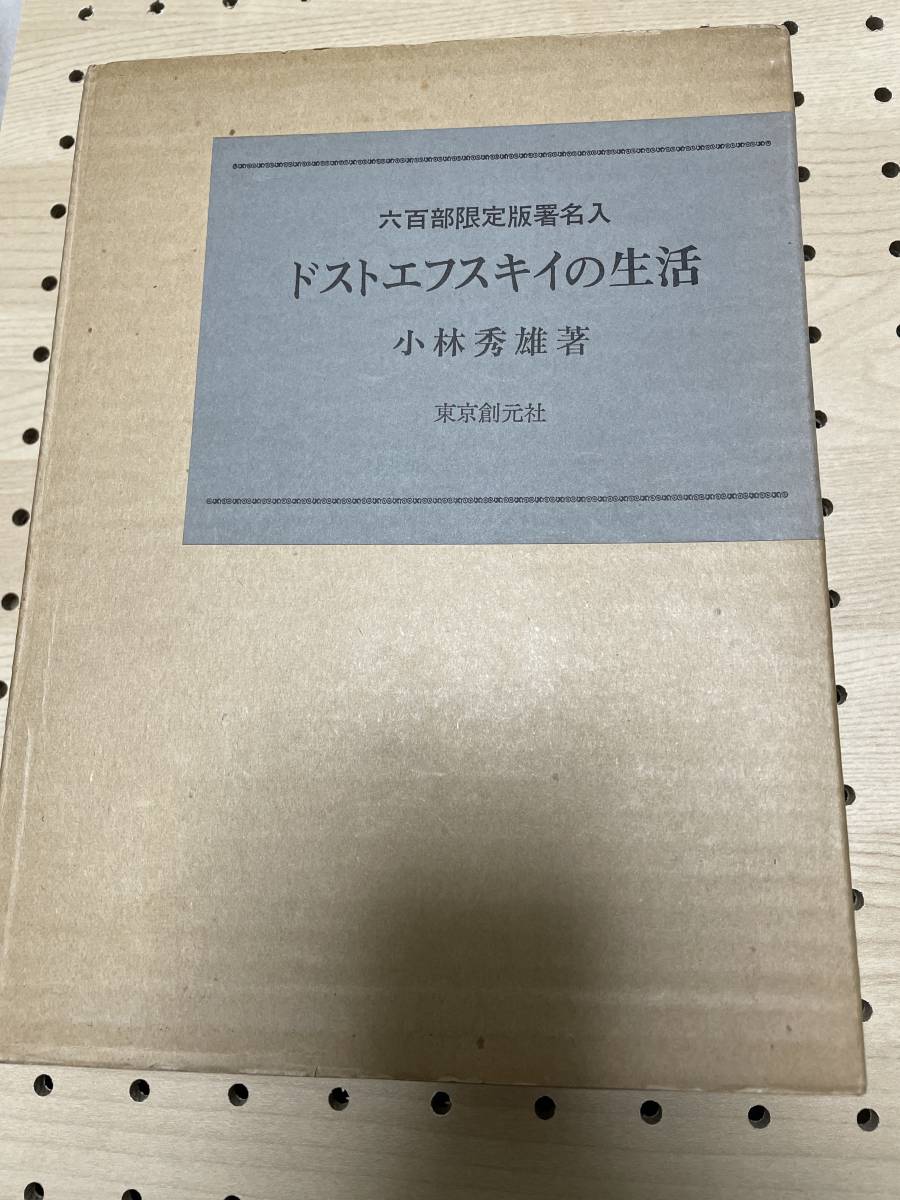 六百部限定版署名入
ドストエフスキイの生活
小林秀雄著
東京創元社